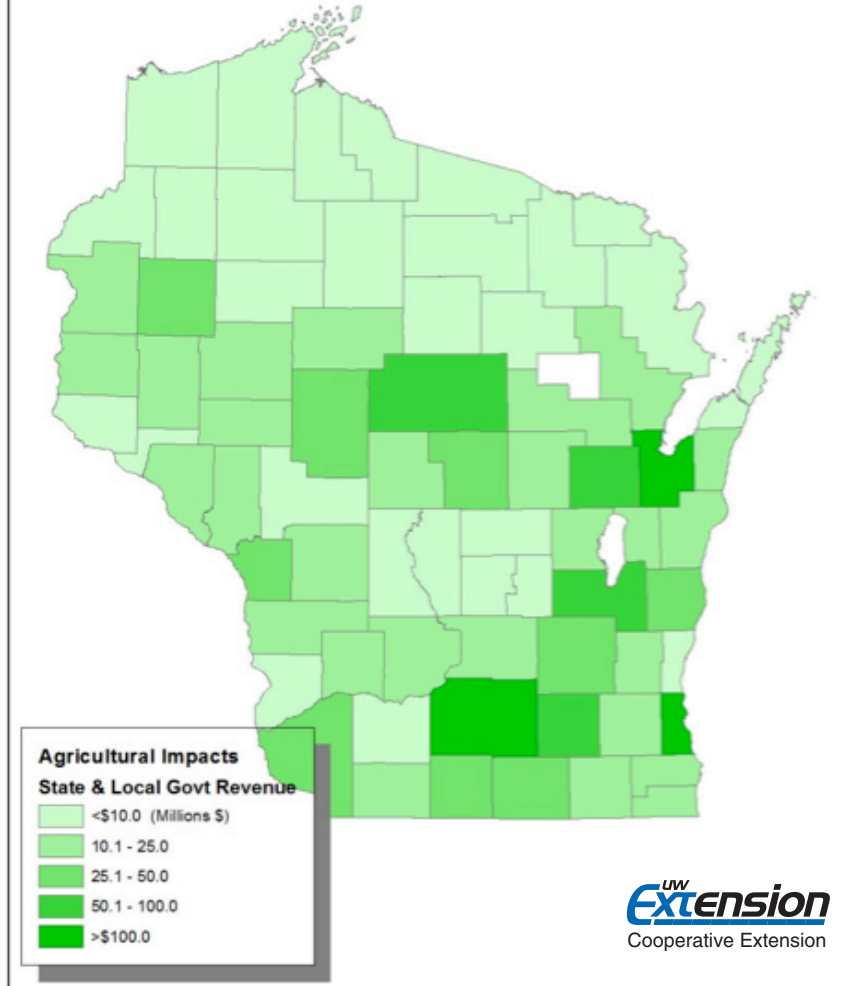 Agricultural Impacts
State & Local Govt Revenue
<$10.0 (Millions $)
10.1 - 25.0
25.1 - 50.0
50.1 - 100.0
>$100.0
UW
Extension
Cooperative Extension